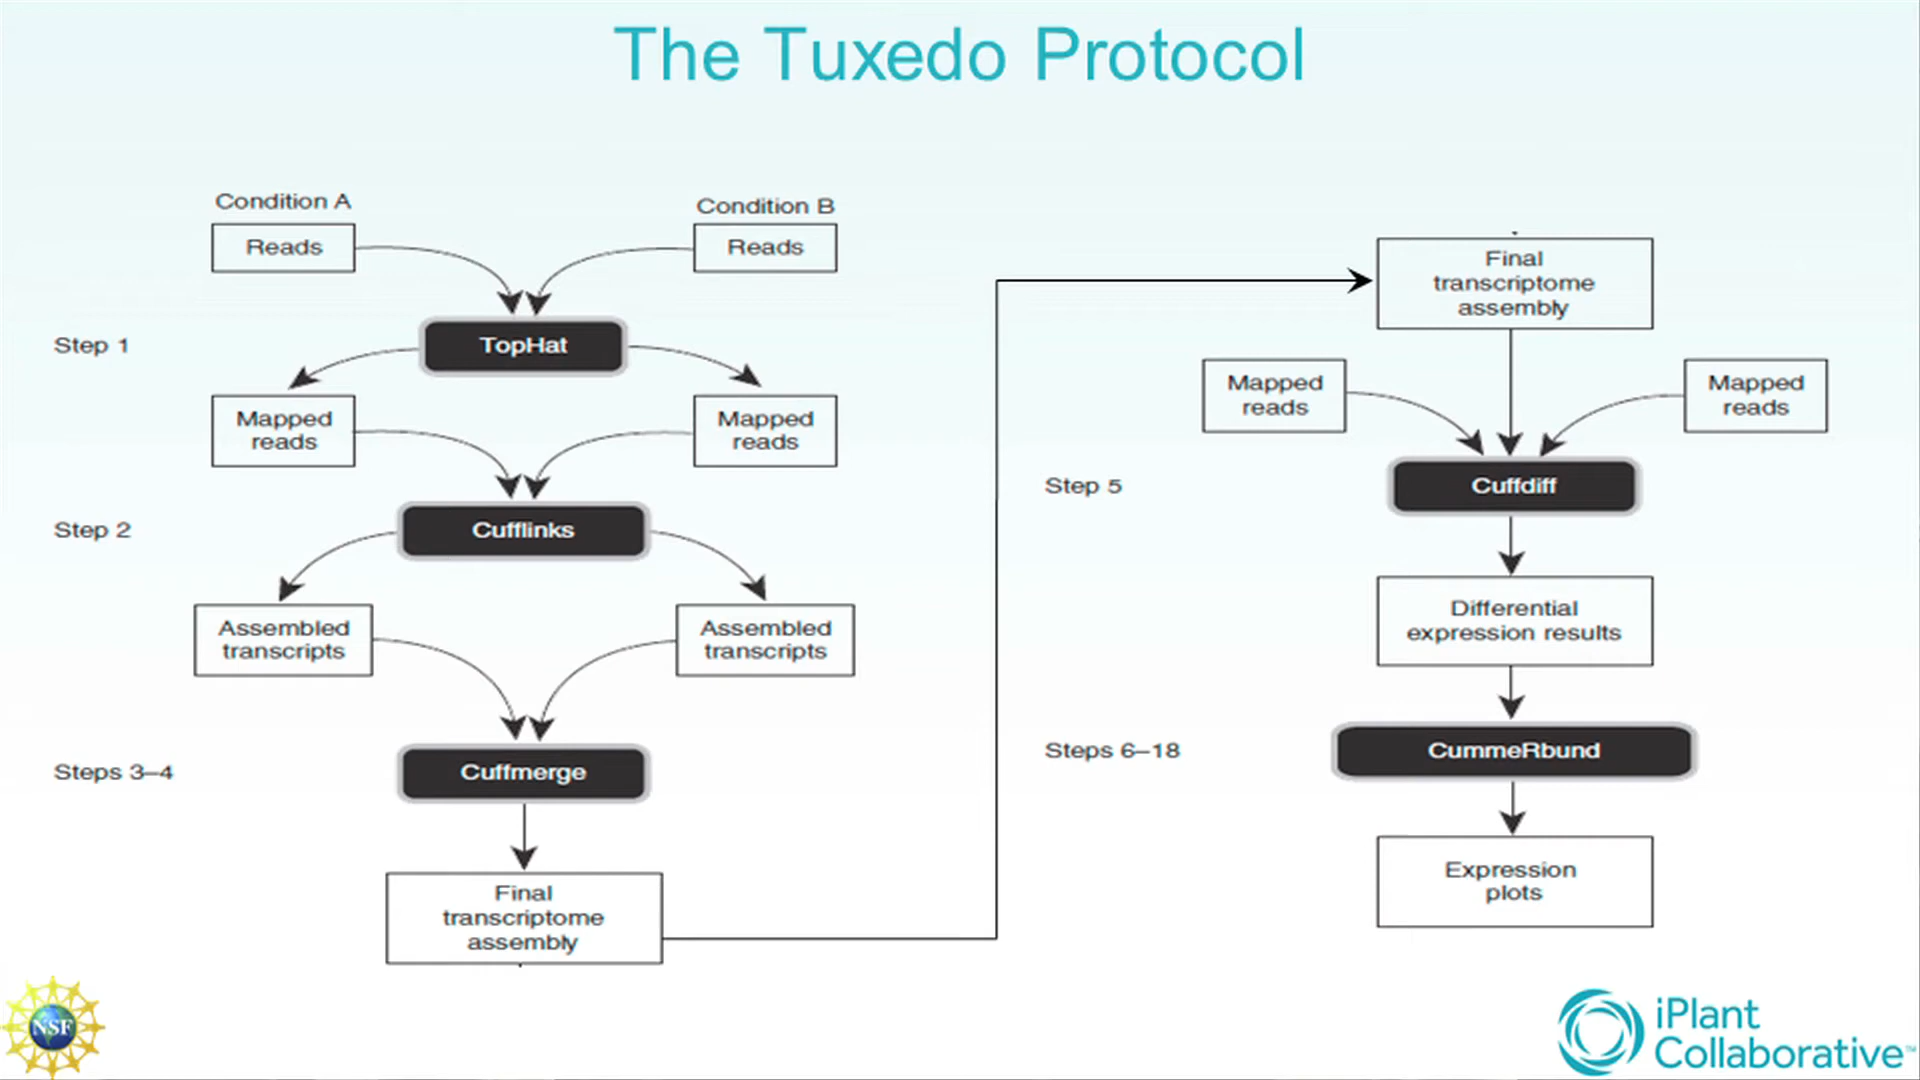 The Tuxedo Protocol
Condition A
Condition B
Reads
Reads
Step 1
TopHat
Mapped
reads
Mapped
reads
Step 2
Cufflinks
Assembled
transcripts
Assembled
transcripts
Steps 3–4
Cuffmerge
Final
transcriptome
assembly
Final
transcriptome
assembly
Mapped
reads
Mapped
reads
Step 5
Cuffdiff
Differential
expression results
Steps 6–18
CummeRbund
Expression
plots
NSF
iPlant
Collaborative™